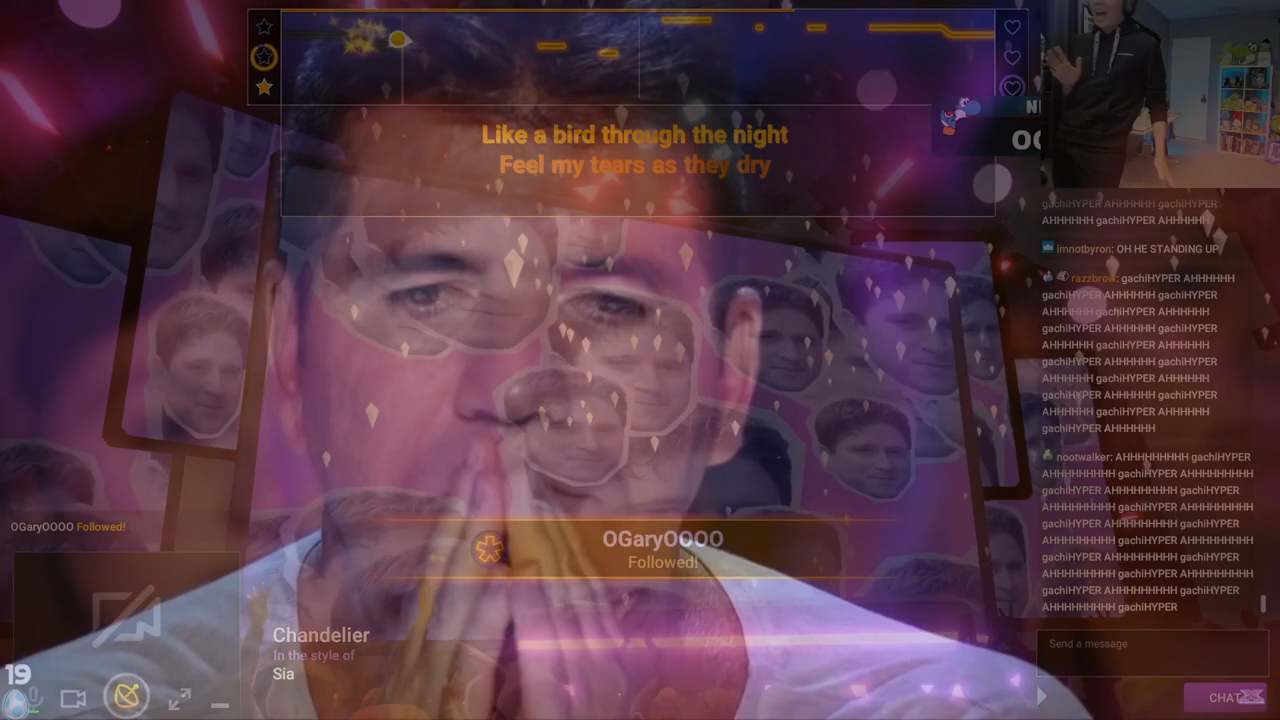 Like a bird through the night
Feel my tears as they dry
gachiHYPER AHHHHHH gachiHYPER
AHHHHHH gachiHYPER AHHHHHH
imnotbyron: OH HE STANDING UP
razzbrow: gachiHYPER AHHHHHH
gachiHYPER AHHHHHH gachiHYPER
AHHHHHH gachiHYPER AHHHHHH
gachiHYPER AHHHHHH gachiHYPER
AHHHHHH gachiHYPER AHHHHHH
gachiHYPER AHHHHHH gachiHYPER
AHHHHHH gachiHYPER AHHHHHH
gachiHYPER AHHHHHH gachiHYPER
AHHHHHH gachiHYPER AHHHHHH
gachiHYPER AHHHHHH
nootwalker: AHHHHHHHHH gachiHYPER
AHHHHHHHHH gachiHYPER AHHHHHHHHH
gachiHYPER AHHHHHHHHH gachiHYPER
AHHHHHHHHH gachiHYPER AHHHHHHHHH
gachiHYPER AHHHHHHHHH gachiHYPER
AHHHHHHHHH gachiHYPER AHHHHHHHHH
gachiHYPER AHHHHHHHHH gachiHYPER
AHHHHHHHHH gachiHYPER AHHHHHHHHH
gachiHYPER AHHHHHHHHH gachiHYPER
AHHHHHHHHH gachiHYPER
OGaryOOOO Followed!
OGaryOOOO
Followed!
Chandelier
In the style of
Sia
Send a message
19
CHAT